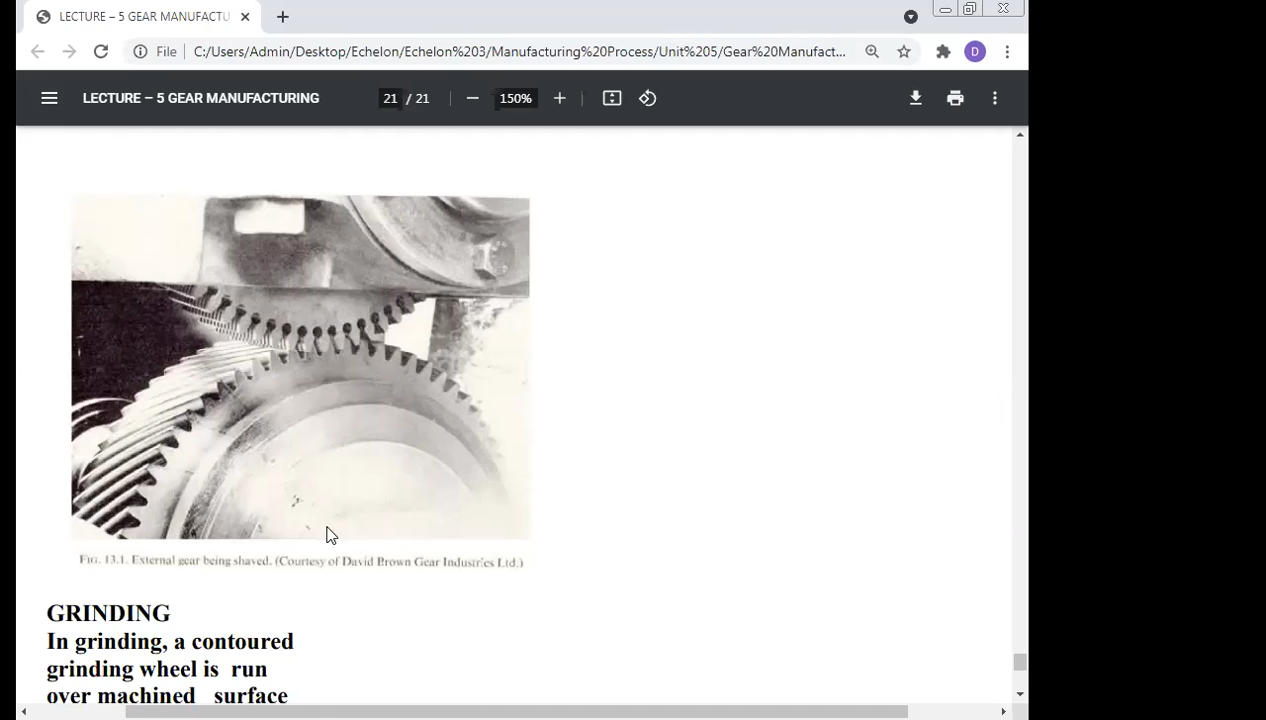 LECTURE – 5 GEAR MANUFACTU
File C:/Users/Admin/Desktop/Echelon/Echelon%203/Manufacturing%20Process/Unit%205/Gear%20Manufact... D
LECTURE – 5 GEAR MANUFACTURING 21 / 21 150%
FIG. 13.1. External gear being shaved. (Courtesy of David Brown Gear Industries Ltd.)
GRINDING
In grinding, a contoured
grinding wheel is run
over machined surface